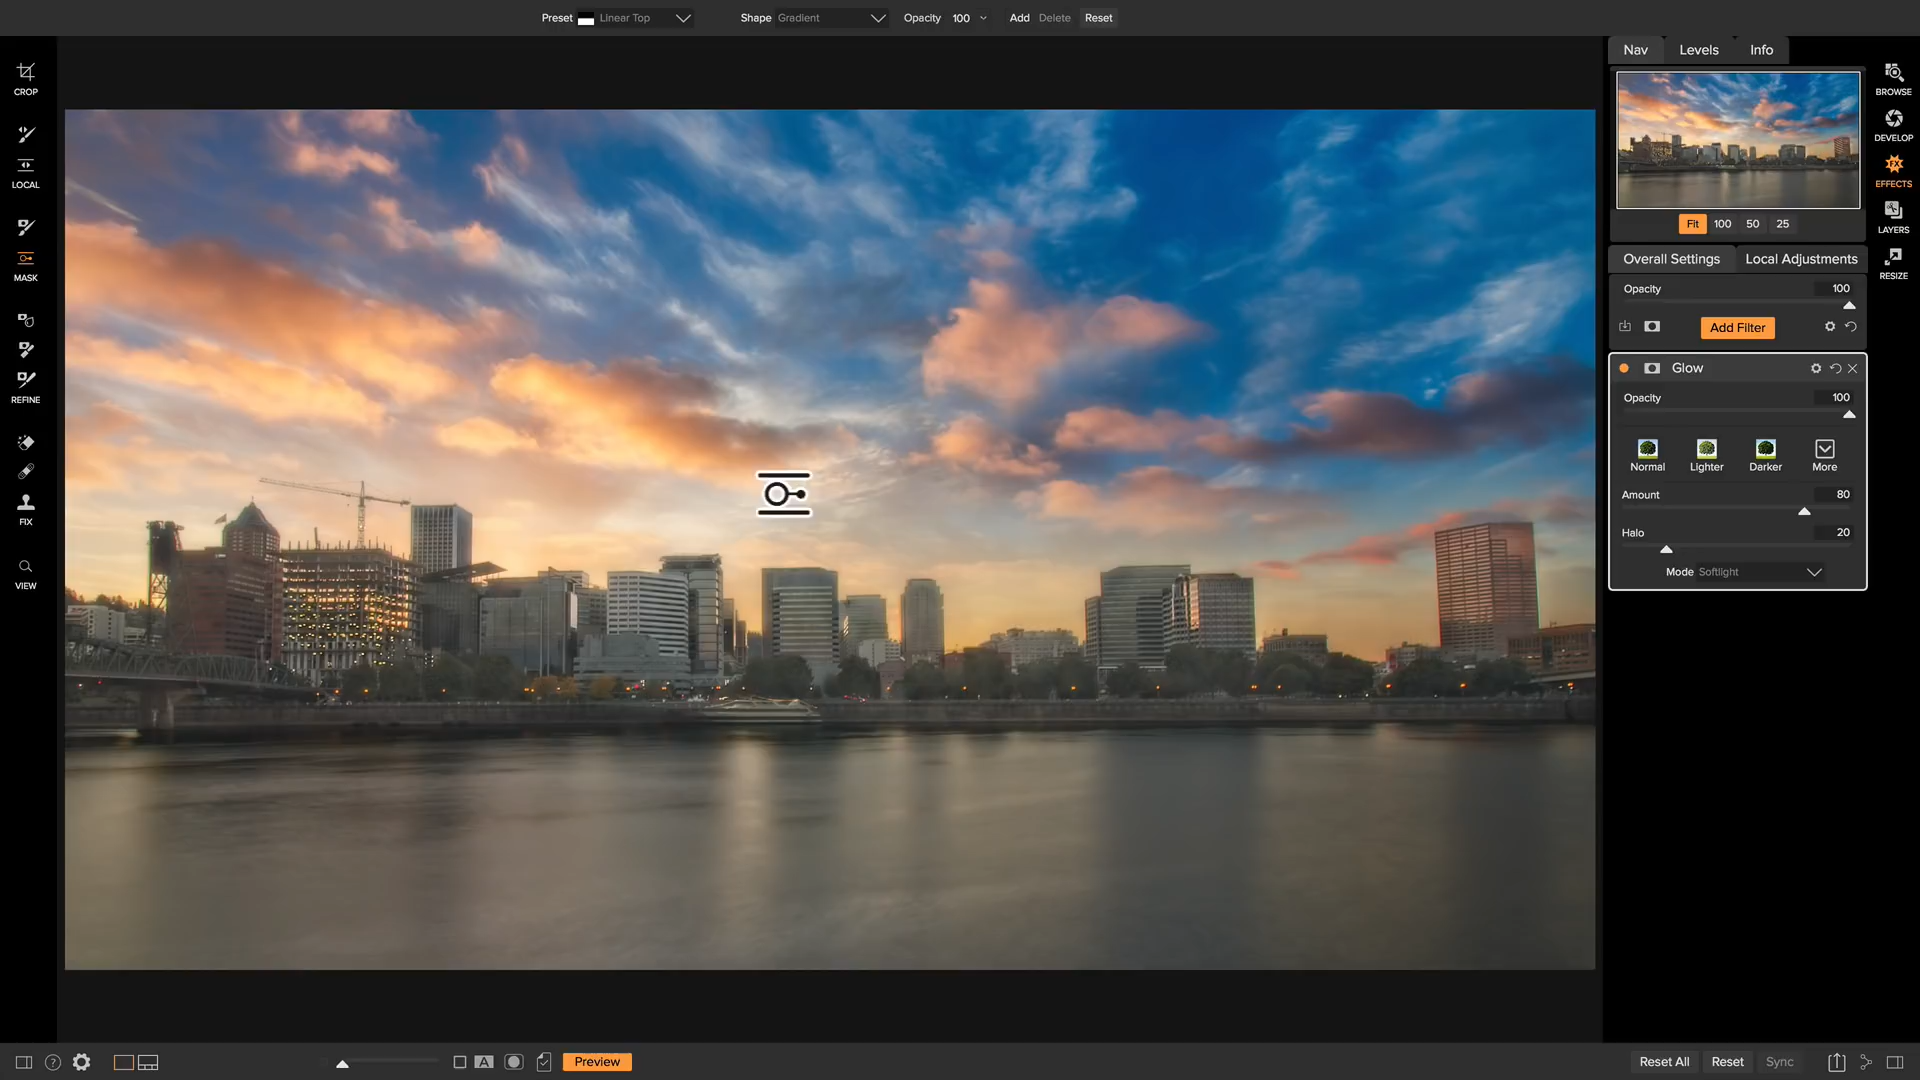 Preset Linear Top Shape Gradient Opacity 100 Add Delete Reset
CROP
LOCAL
MASK
REFINE
FIX
VIEW
Nav Levels Info
Fit 100 50 25
BROWSE
DEVELOP
FX
EFFECTS
LAYERS
RESIZE
Overall Settings Local Adjustments
Opacity 100
Add Filter
Glow
Opacity 100
Normal Lighter Darker More
Amount 80
Halo 20
Mode Softlight
? A Preview Reset All Reset Sync